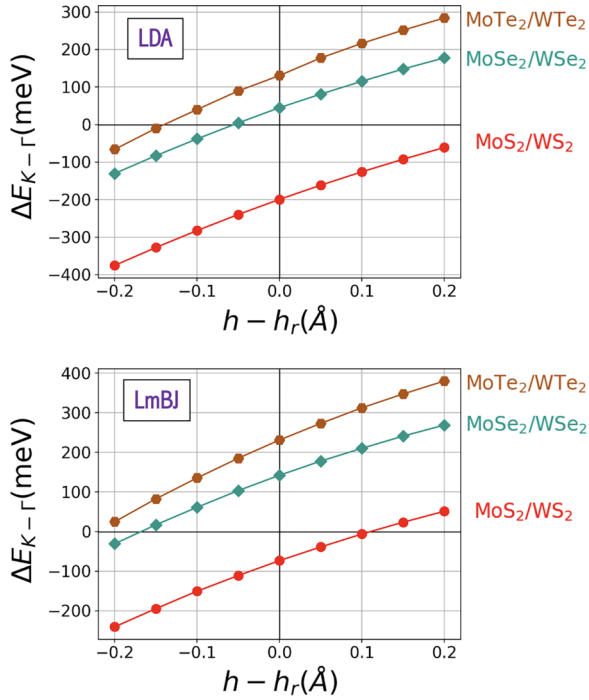 LDA
MoTe₂/WTe₂
MoSe₂/WSe₂
MoS₂/WS₂
ΔE_{K−Γ}(meV)
300
200
100
0
−100
−200
−300
−400
−0.2 −0.1 0.0 0.1 0.2
h − hᵣ(Å)
LmBJ
MoTe₂/WTe₂
MoSe₂/WSe₂
MoS₂/WS₂
ΔE_{K−Γ}(meV)
400
300
200
100
0
−100
−200
−0.2 −0.1 0.0 0.1 0.2
h − hᵣ(Å)